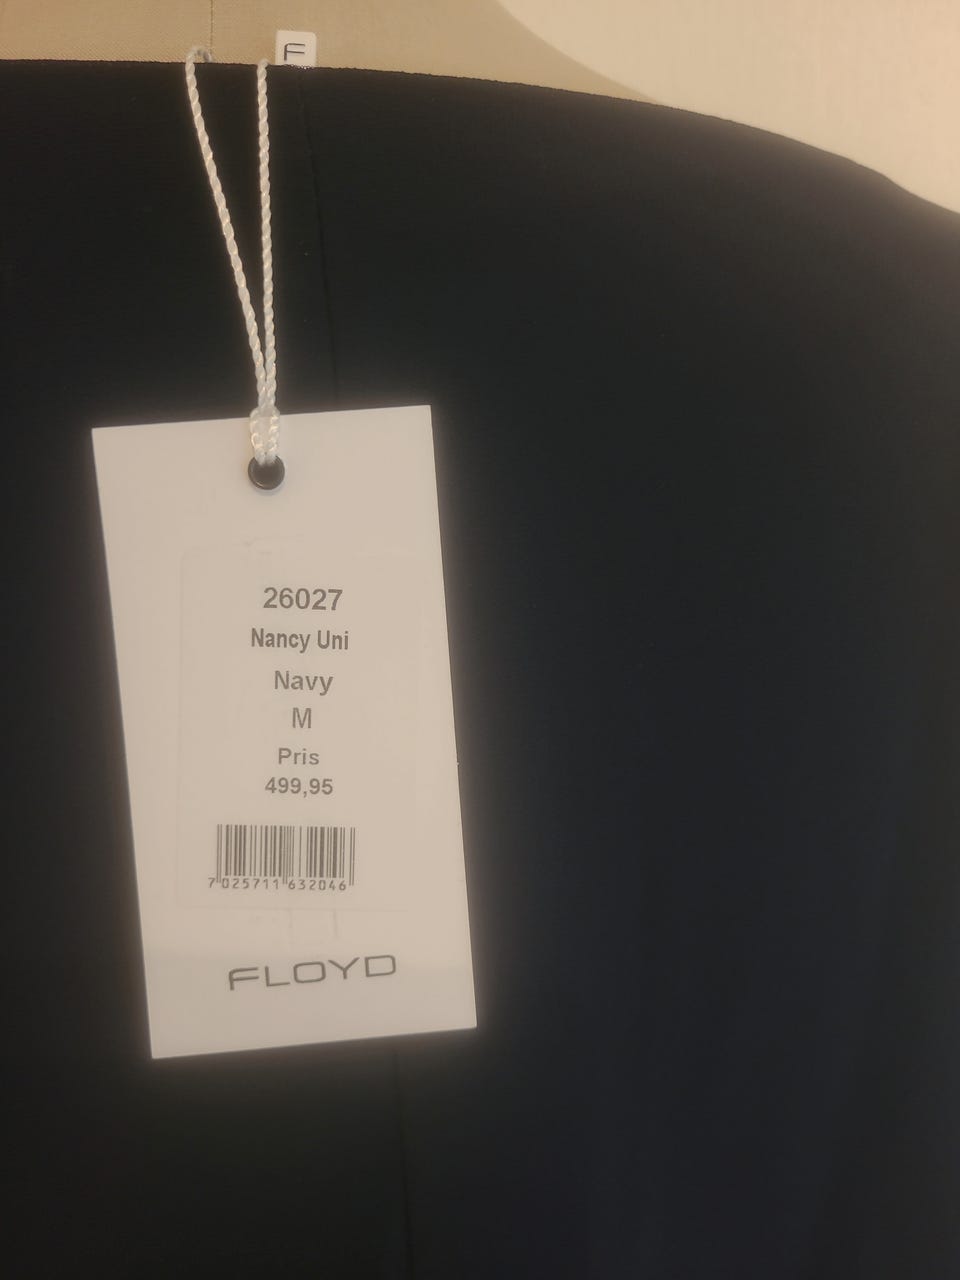 F
26027
Nancy Uni
Navy
M
Pris
499,95
7 025711 632046
FLOYD